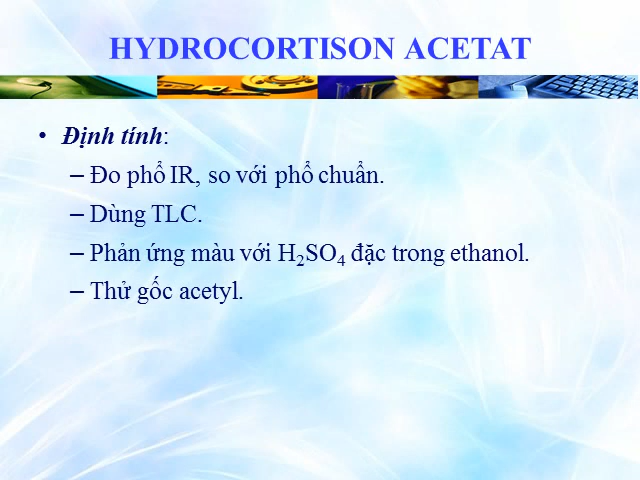 HYDROCORTISON ACETAT
• Định tính:
– Đo phổ IR, so với phổ chuẩn.
– Dùng TLC.
– Phản ứng màu với H₂SO₄ đặc trong ethanol.
– Thử gốc acetyl.